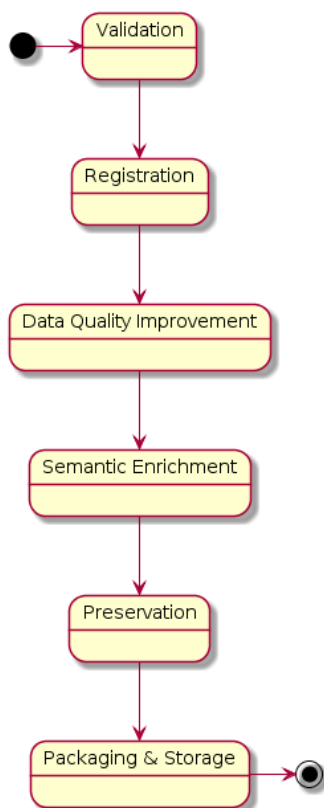 Validation
Registration
Data Quality Improvement
Semantic Enrichment
Preservation
Packaging & Storage